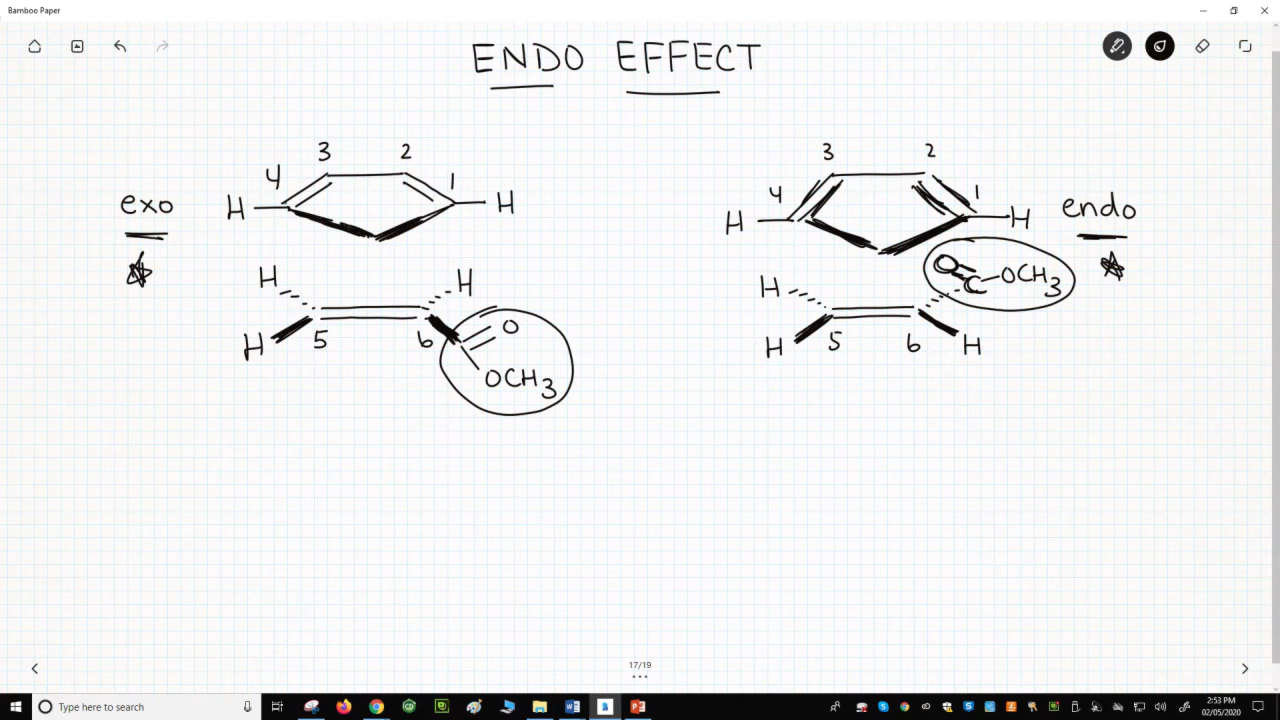 Bamboo Paper
ENDO EFFECT
3 2
4 1
exo H H
H H
H 5 6 O
OCH3
3 2
4 1
H H endo
H O C OCH3
H 5 6 H
17/19
Type here to search
2:53 PM
02/05/2020